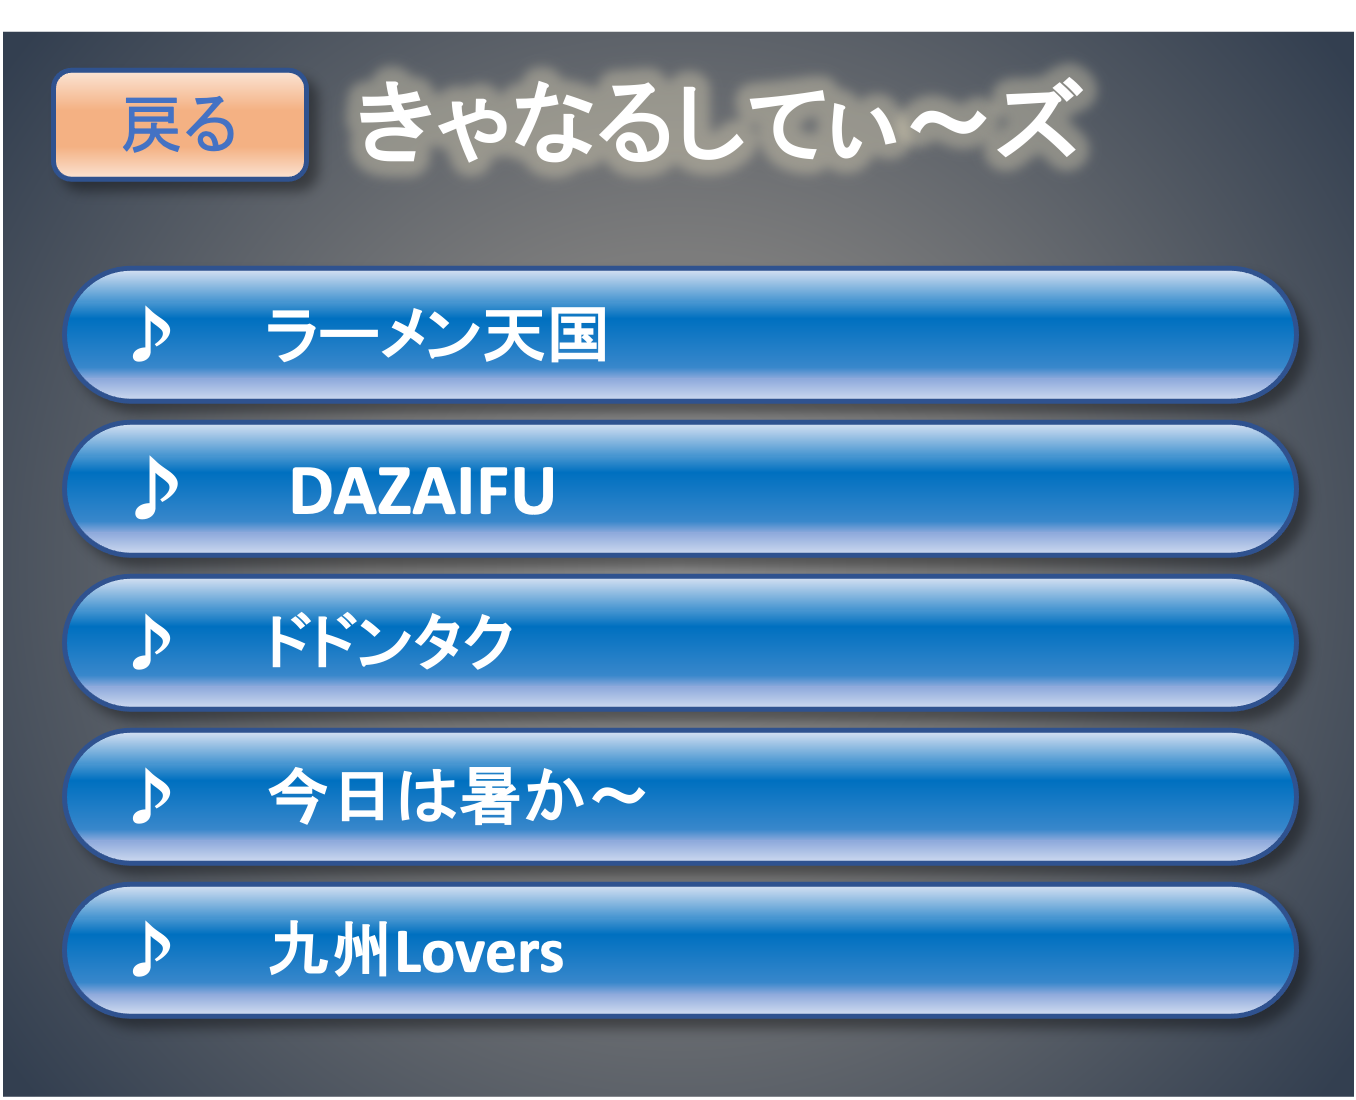 戻る
きゃなるしてぃ～ズ
♪ ラーメン天国
♪ DAZAIFU
♪ ドドンタク
♪ 今日は暑か～
♪ 九州Lovers